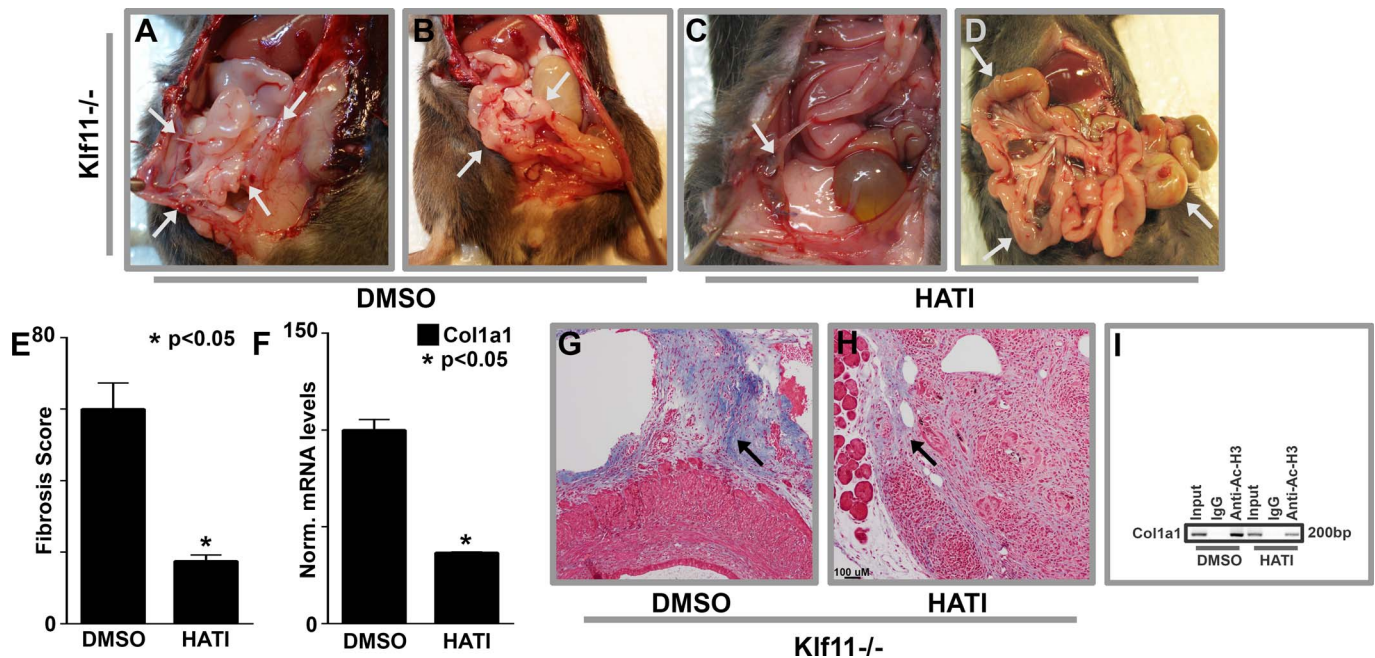 A
B
C
D
Klf11-/-
DMSO
HATI
E
80
* p<0.05
Fibrosis Score
*
0
DMSO
HATI
F
150
Col1a1
* p<0.05
Norm. mRNA levels
*
0
DMSO
HATI
G
H
100 uM
DMSO
HATI
Klf11-/-
I
Input
IgG
Anti-Ac-H3
Input
IgG
Anti-Ac-H3
Col1a1
200bp
DMSO
HATI